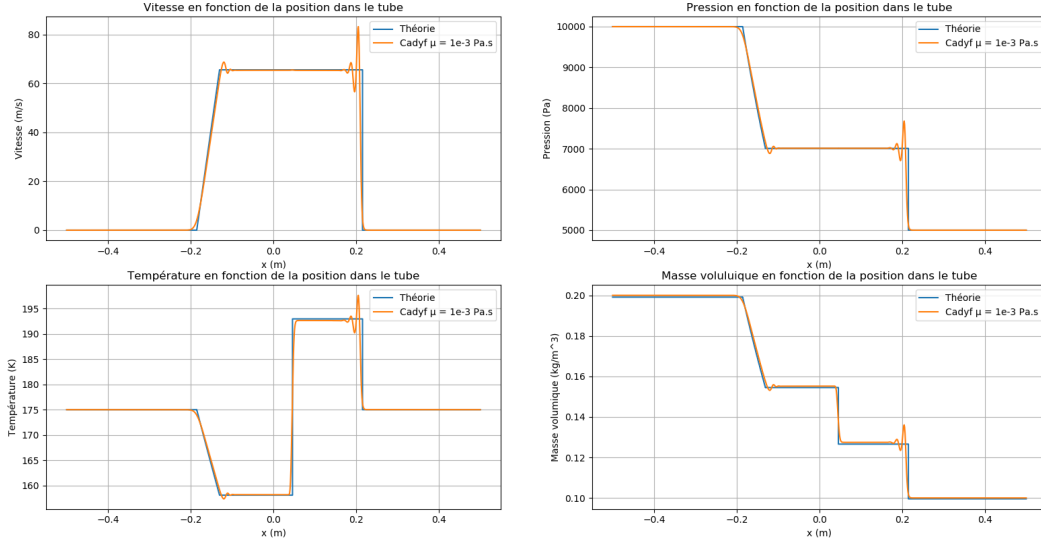 Vitesse en fonction de la position dans le tube
Vitesse (m/s)
80
60
40
20
0
−0.4
−0.2
0.0
0.2
0.4
x (m)
Théorie
Cadyf μ = 1e-3 Pa.s
Pression en fonction de la position dans le tube
Pression (Pa)
10000
9000
8000
7000
6000
5000
−0.4
−0.2
0.0
0.2
0.4
x (m)
Théorie
Cadyf μ = 1e-3 Pa.s
Température en fonction de la position dans le tube
Température (K)
195
190
185
180
175
170
165
160
−0.4
−0.2
0.0
0.2
0.4
x (m)
Théorie
Cadyf μ = 1e-3 Pa.s
Masse voluluique en fonction de la position dans le tube
Masse volumique (kg/m^3)
0.20
0.18
0.16
0.14
0.12
0.10
−0.4
−0.2
0.0
0.2
0.4
x (m)
Théorie
Cadyf μ = 1e-3 Pa.s